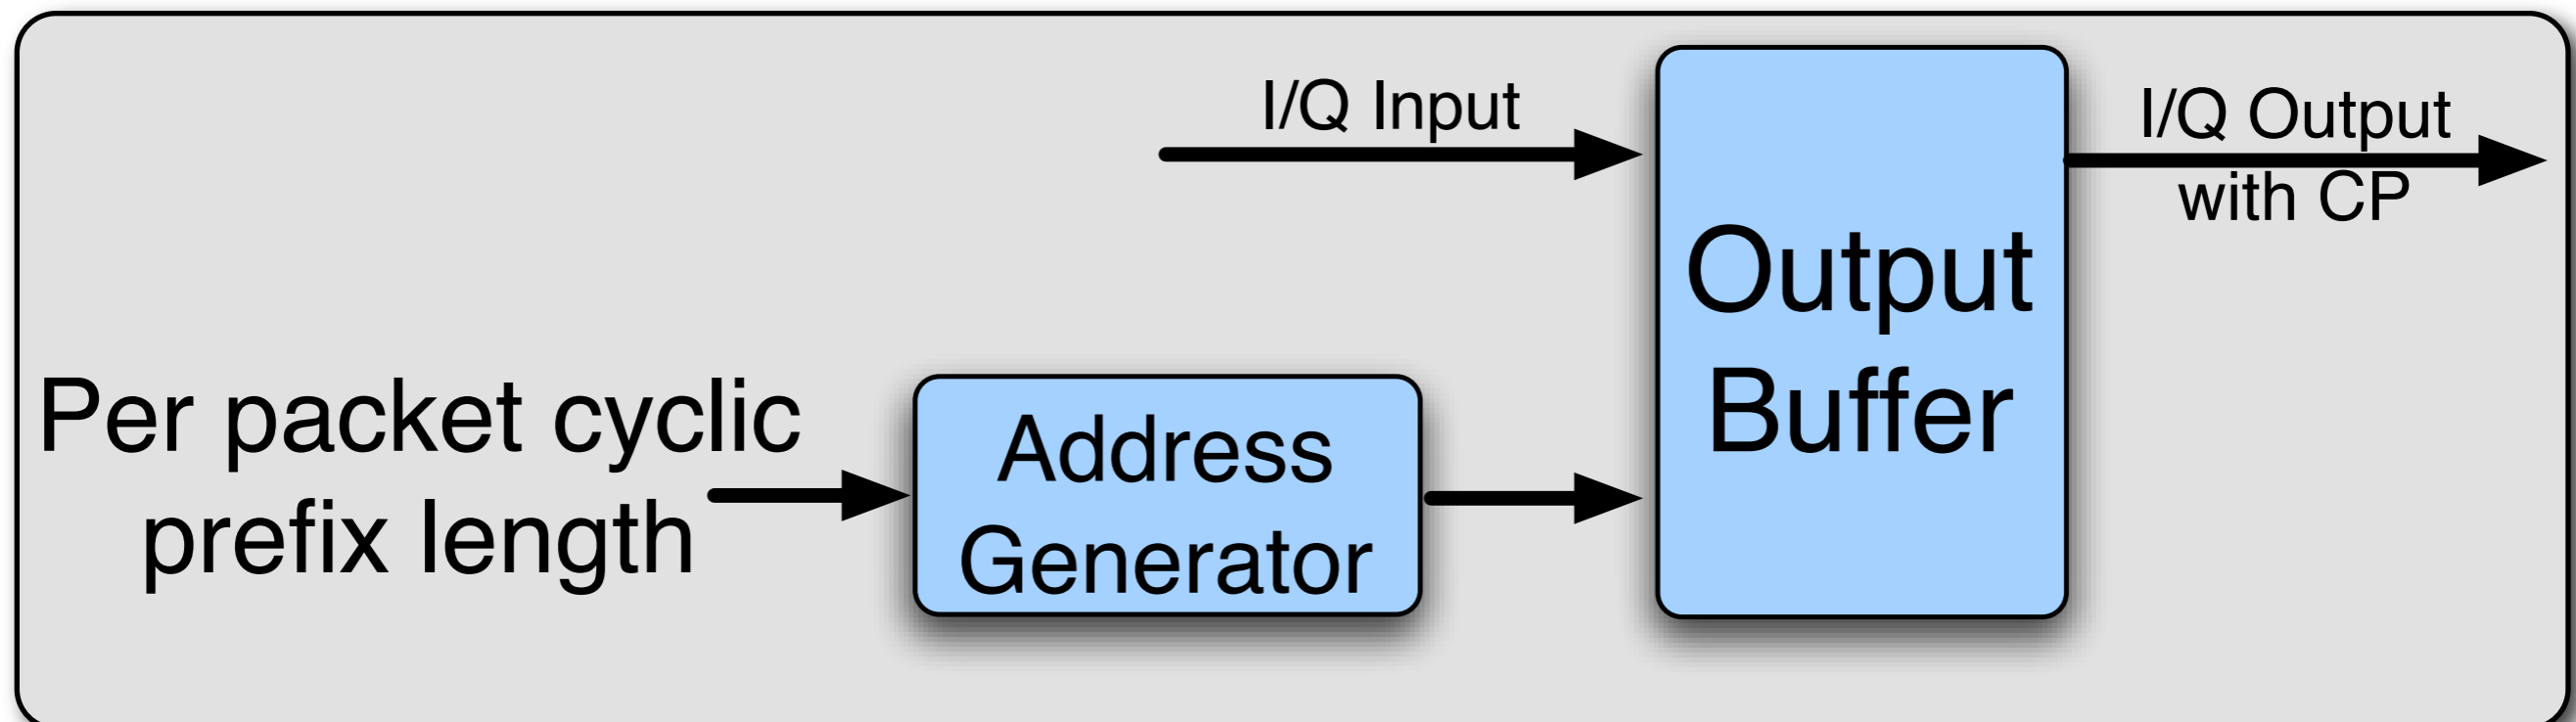 I/Q Input
I/Q Output
with CP
Output
Buffer
Per packet cyclic
prefix length
Address
Generator